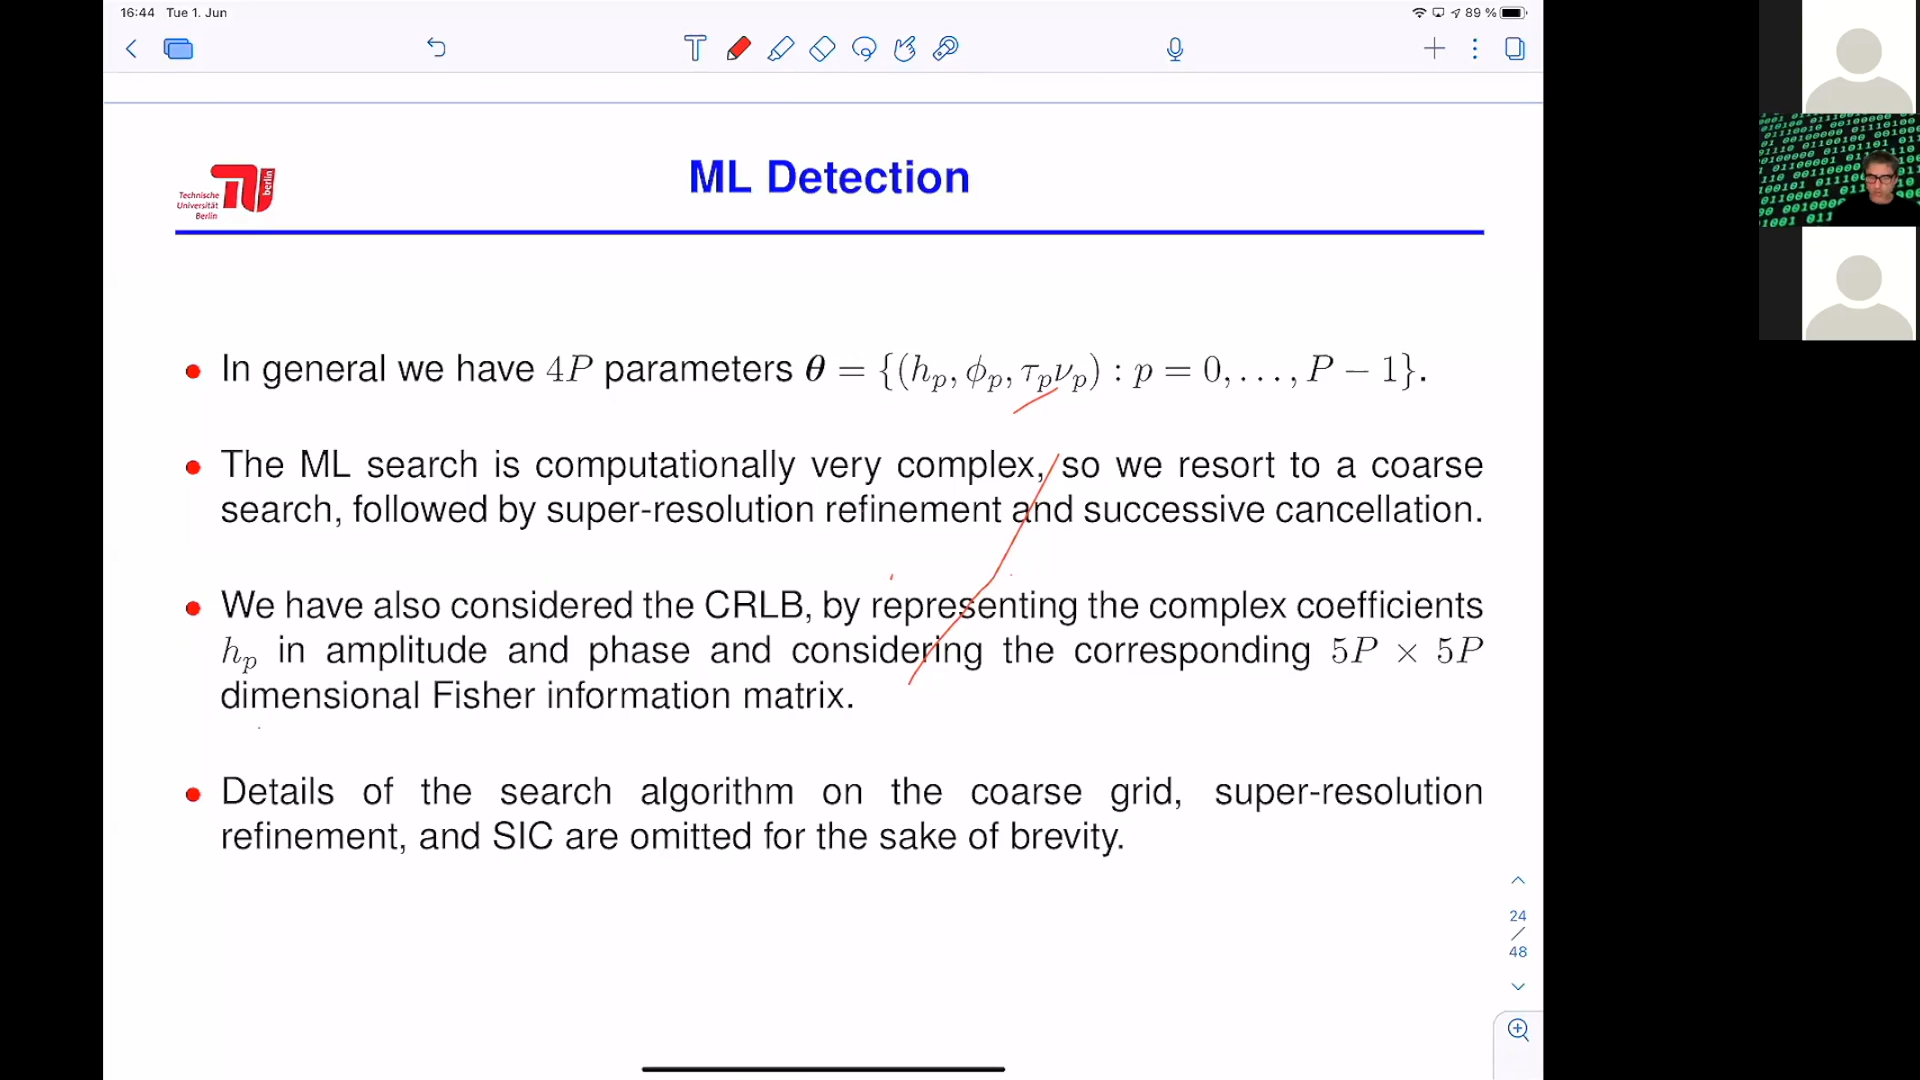 16:44 Tue 1. Jun
89 %
T
Technische
Universität
Berlin
berlin
ML Detection
• In general we have 4P parameters θ = {(h_p, ϕ_p, τ_pν_p) : p = 0, . . . , P − 1}.
• The ML search is computationally very complex, so we resort to a coarse
search, followed by super-resolution refinement and successive cancellation.
• We have also considered the CRLB, by representing the complex coefficients
h_p in amplitude and phase and considering the corresponding 5P × 5P
dimensional Fisher information matrix.
• Details of the search algorithm on the coarse grid, super-resolution
refinement, and SIC are omitted for the sake of brevity.
24
/
48